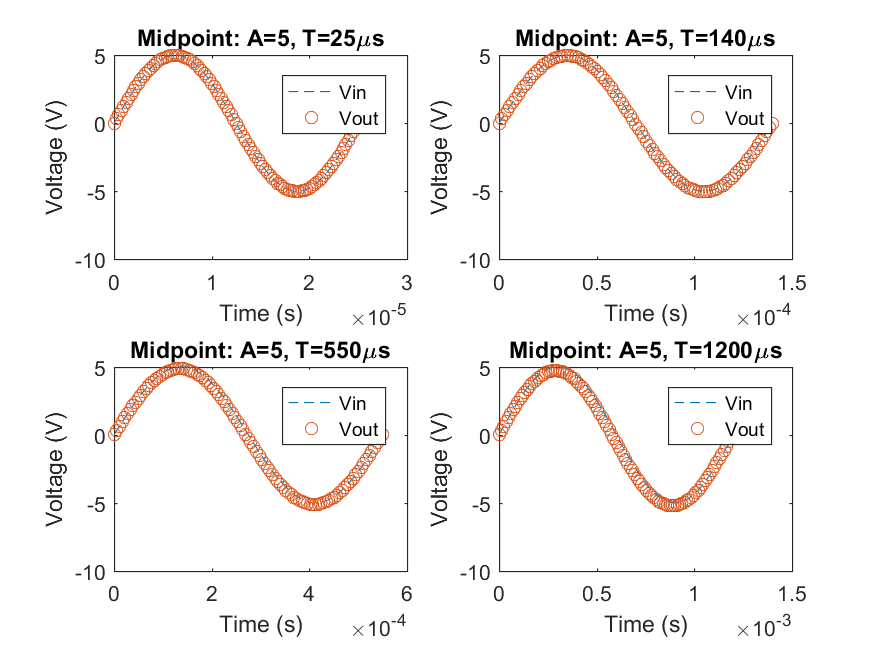 Midpoint: A=5, T=25μs
5
0
-5
-10
Voltage (V)
0 1 2 3
Time (s)
×10⁻⁵
Vin
Vout
Midpoint: A=5, T=140μs
5
0
-5
-10
Voltage (V)
0 0.5 1 1.5
Time (s)
×10⁻⁴
Vin
Vout
Midpoint: A=5, T=550μs
5
0
-5
-10
Voltage (V)
0 2 4 6
Time (s)
×10⁻⁴
Vin
Vout
Midpoint: A=5, T=1200μs
5
0
-5
-10
Voltage (V)
0 0.5 1 1.5
Time (s)
×10⁻³
Vin
Vout